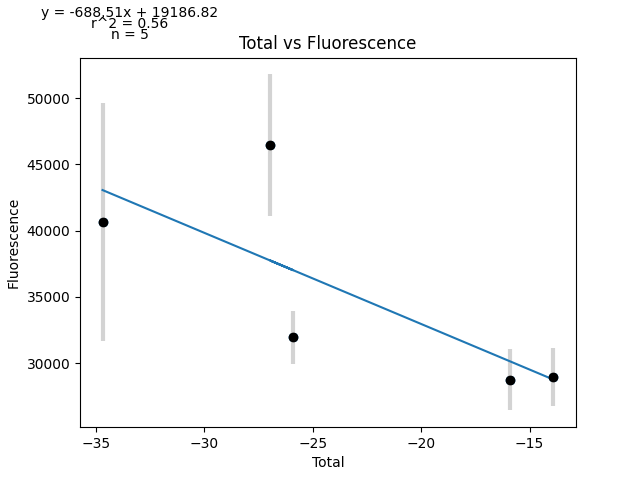 y = -688.51x + 19186.82
r^2 = 0.56
n = 5
Total vs Fluorescence
50000
45000
40000
35000
30000
Fluorescence
−35
−30
−25
−20
−15
Total